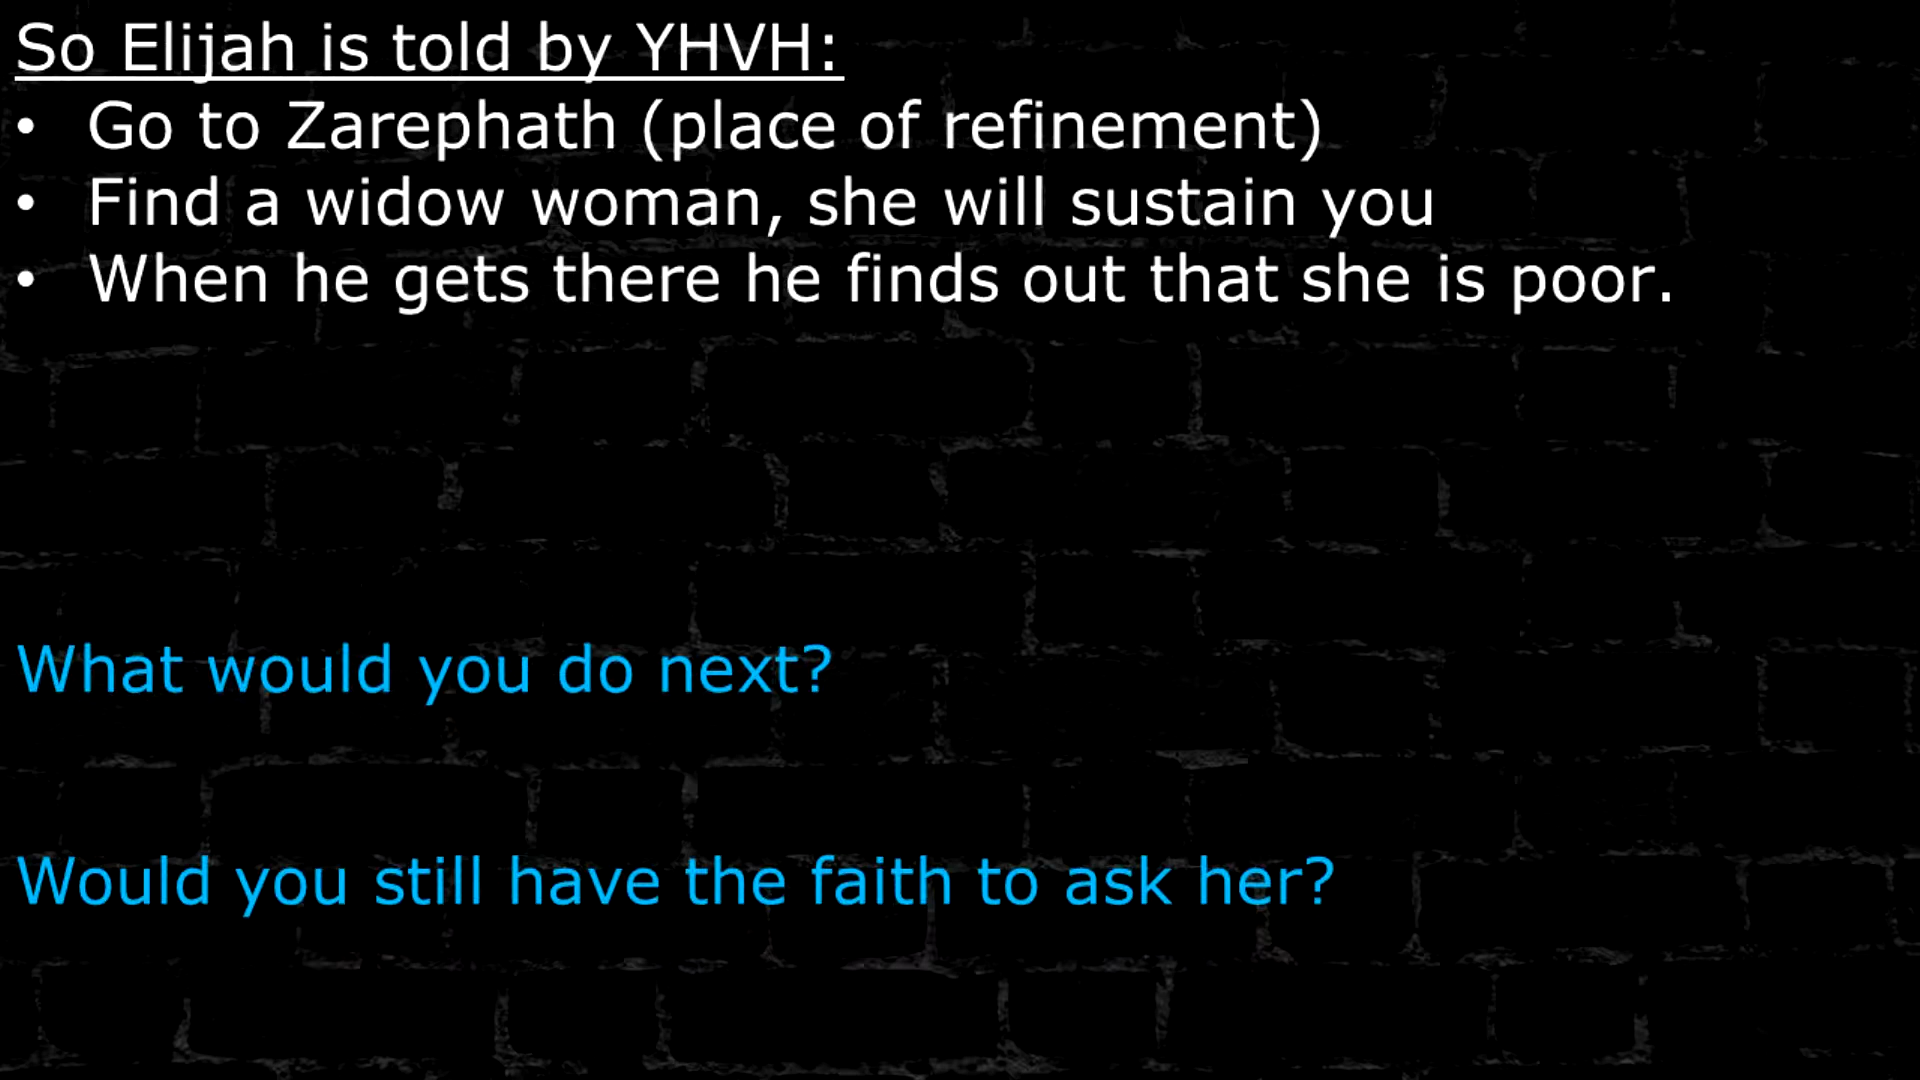 So Elijah is told by YHVH:
• Go to Zarephath (place of refinement)
• Find a widow woman, she will sustain you
• When he gets there he finds out that she is poor.
What would you do next?
Would you still have the faith to ask her?